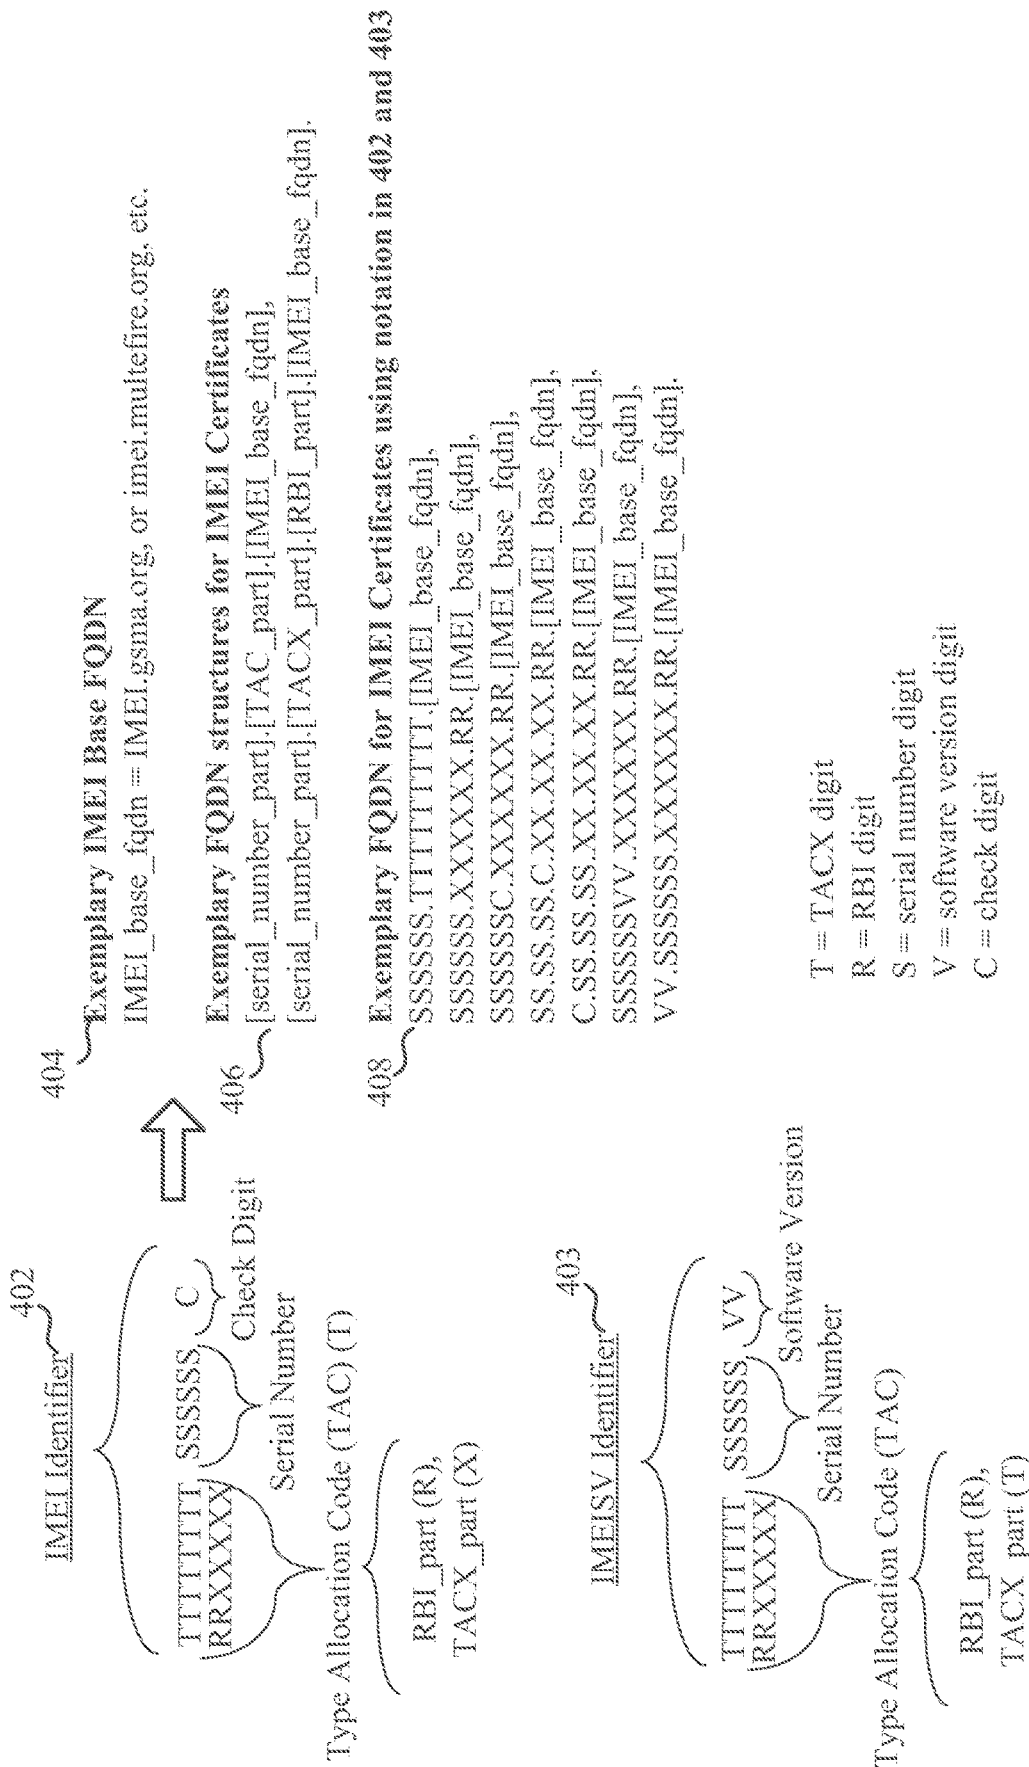 IMEI Identifier
402
TTTTTTTT SSSSSS C
RRXXXXXX
Check Digit
Serial Number
Type Allocation Code (TAC) (T)
RBI_part (R),
TACX_part (X)
IMEISV Identifier
403
TTTTTTTT SSSSSS VV
RRXXXXXX
Software Version
Serial Number
Type Allocation Code (TAC)
RBI_part (R),
TACX_part (T)
404
Exemplary IMEI Base FQDN
IMEI_base_fqdn = IMEI.gsma.org, or imei.multefire.org, etc.
406
Exemplary FQDN structures for IMEI Certificates
[serial_number_part].[TAC_part].[IMEI_base_fqdn],
[serial_number_part].[TACX_part].[RBI_part].[IMEI_base_fqdn].
408
Exemplary FQDN for IMEI Certificates using notation in 402 and 403
SSSSSS.TTTTTTTT.[IMEI_base_fqdn],
SSSSSS.XXXXXX.RR.[IMEI_base_fqdn],
SSSSSSC.XXXXXX.RR.[IMEI_base_fqdn],
SS.SS.SS.C.XX.XX.XX.RR.[IMEI_base_fqdn],
C.SS.SS.SS.XX.XX.XX.RR.[IMEI_base_fqdn],
SSSSSSVV.XXXXXX.RR.[IMEI_base_fqdn],
VV.SSSSSS.XXXXXX.RR.[IMEI_base_fqdn].
T = TACX digit
R = RBI digit
S = serial number digit
V = software version digit
C = check digit